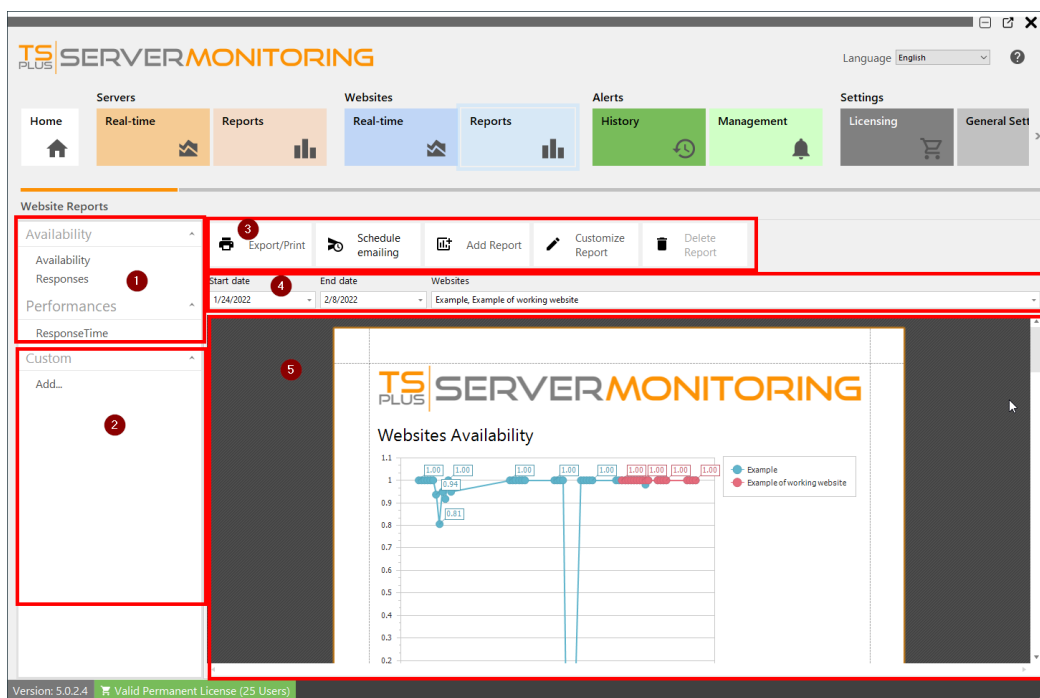 TS PLUS SERVER MONITORING
Language English
Servers Websites Alerts Settings
Home Real-time Reports Real-time Reports History Management Licensing General Sett
Website Reports
Availability
Availability
Responses
1
Performances
ResponseTime
Custom
Add...
2
3
Export/Print
Schedule
emailing
Add Report
Customize
Report
Delete
Report
Start date 4 End date Websites
1/24/2022 2/8/2022 Example, Example of working website
5
TS PLUS SERVER MONITORING
Websites Availability
1.1
1
0.9
0.8
0.7
0.6
0.5
0.4
0.3
0.2
1.00 1.00 1.00 1.00 1.00 1.00 1.00 1.00 1.00
0.94
0.81
Example
Example of working website
Version: 5.0.2.4 Valid Permanent License (25 Users)